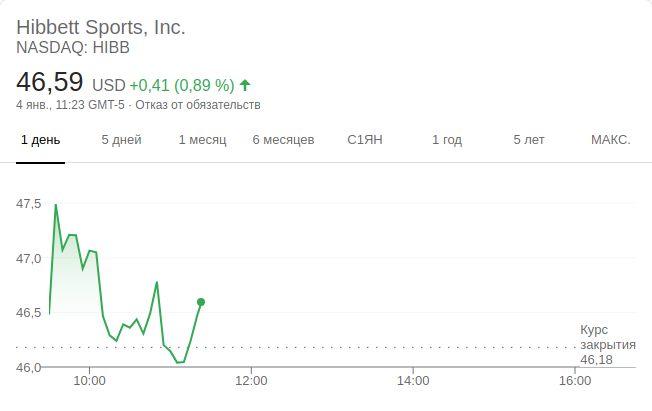 Hibbett Sports, Inc.
NASDAQ: HIBB
46,59 USD +0,41 (0,89 %)
4 янв., 11:23 GMT-5 · Отказ от обязательств
1 день 5 дней 1 месяц 6 месяцев С1ЯН 1 год 5 лет МАКС.
47,5
47,0
46,5
46,0
Курс
закрытия
46,18
10:00 12:00 14:00 16:00